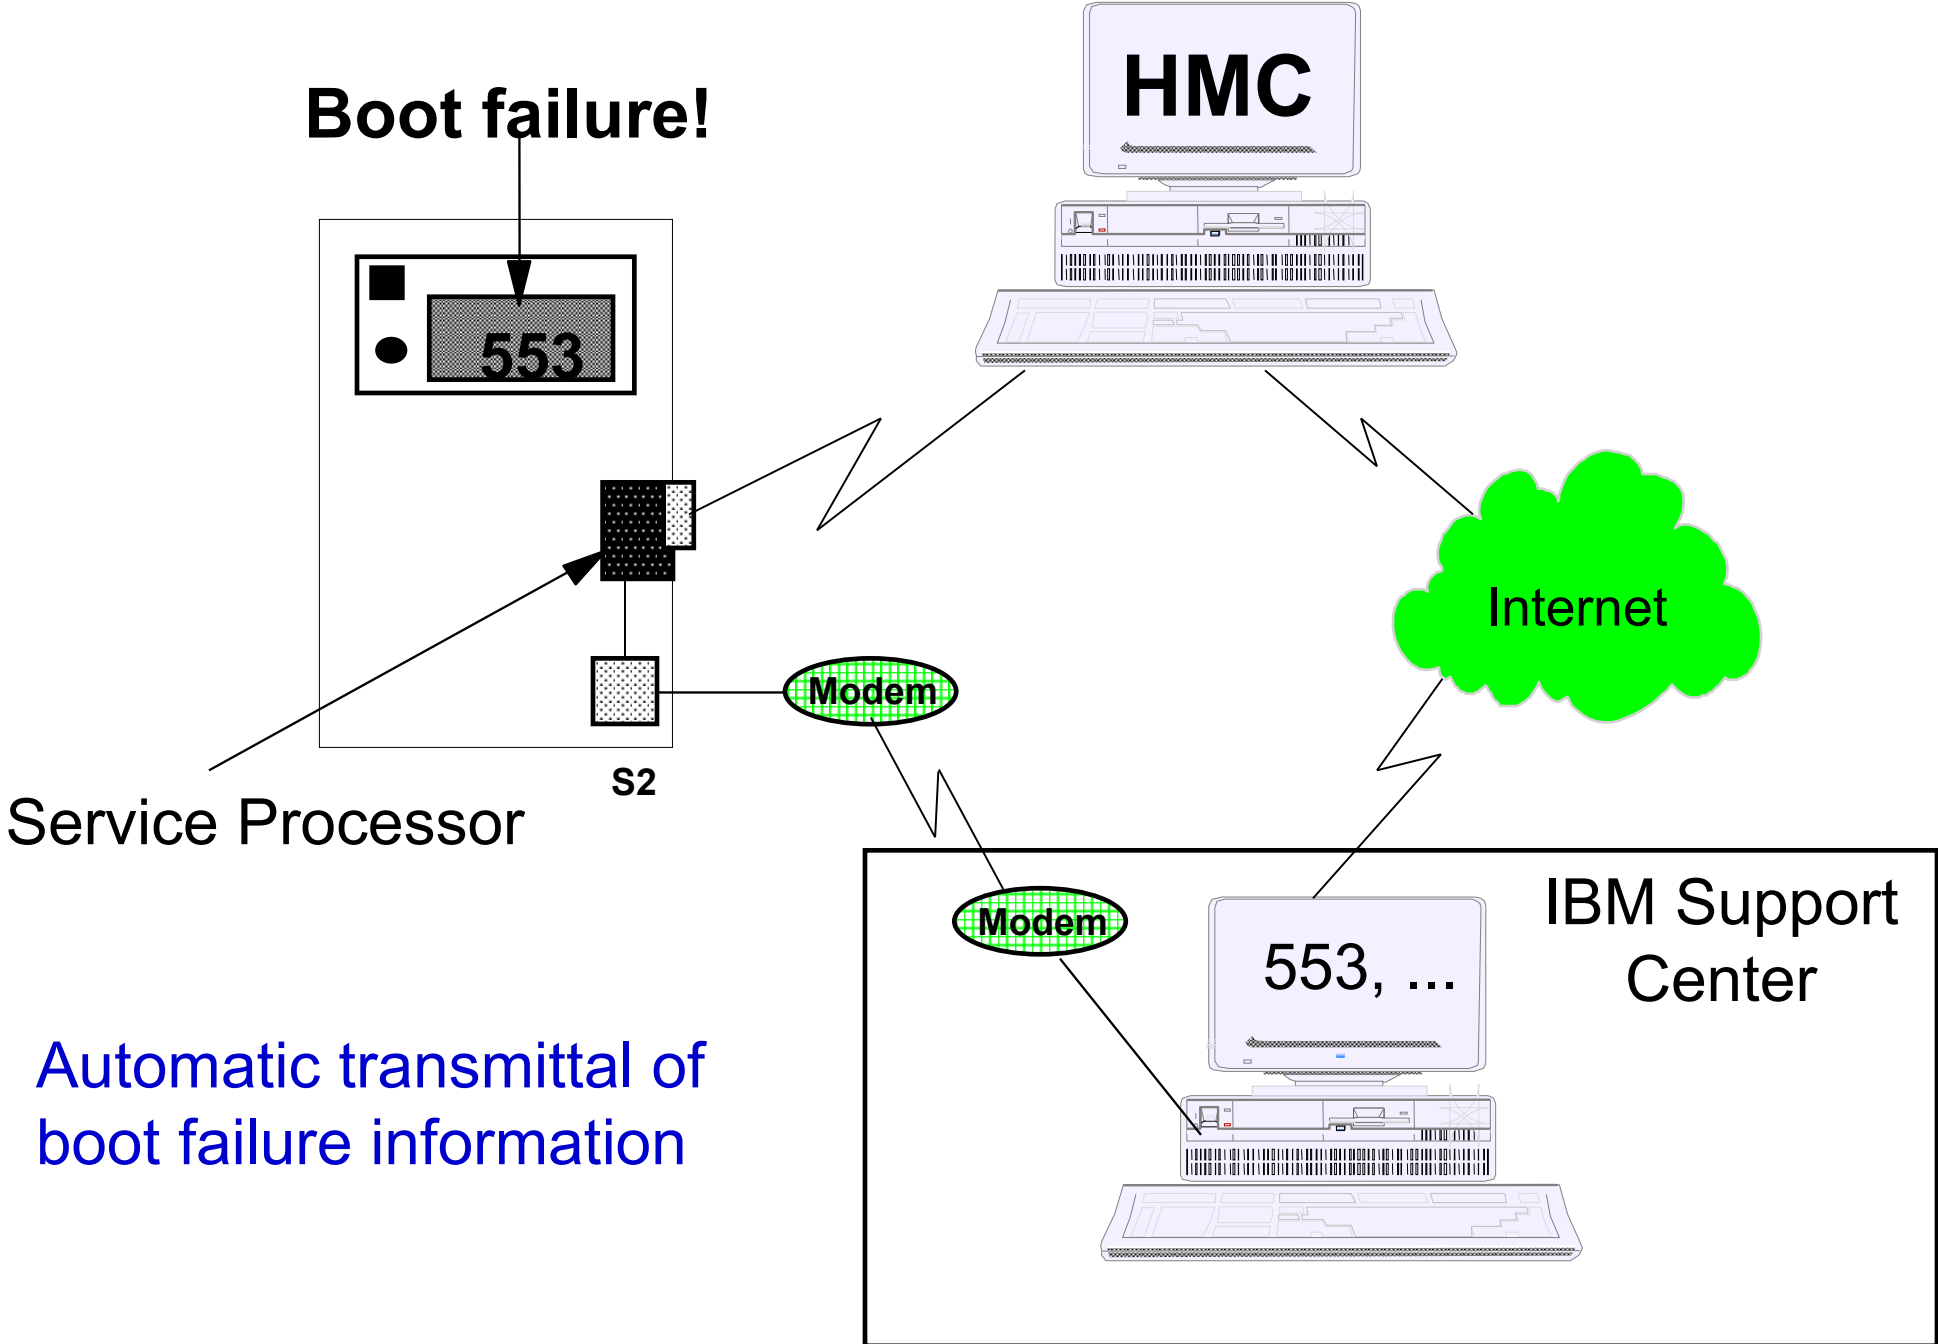 HMC
Boot failure!
553
Internet
Modem
S2
Service Processor
IBM Support
Center
Modem
553, ...
Automatic transmittal of
boot failure information